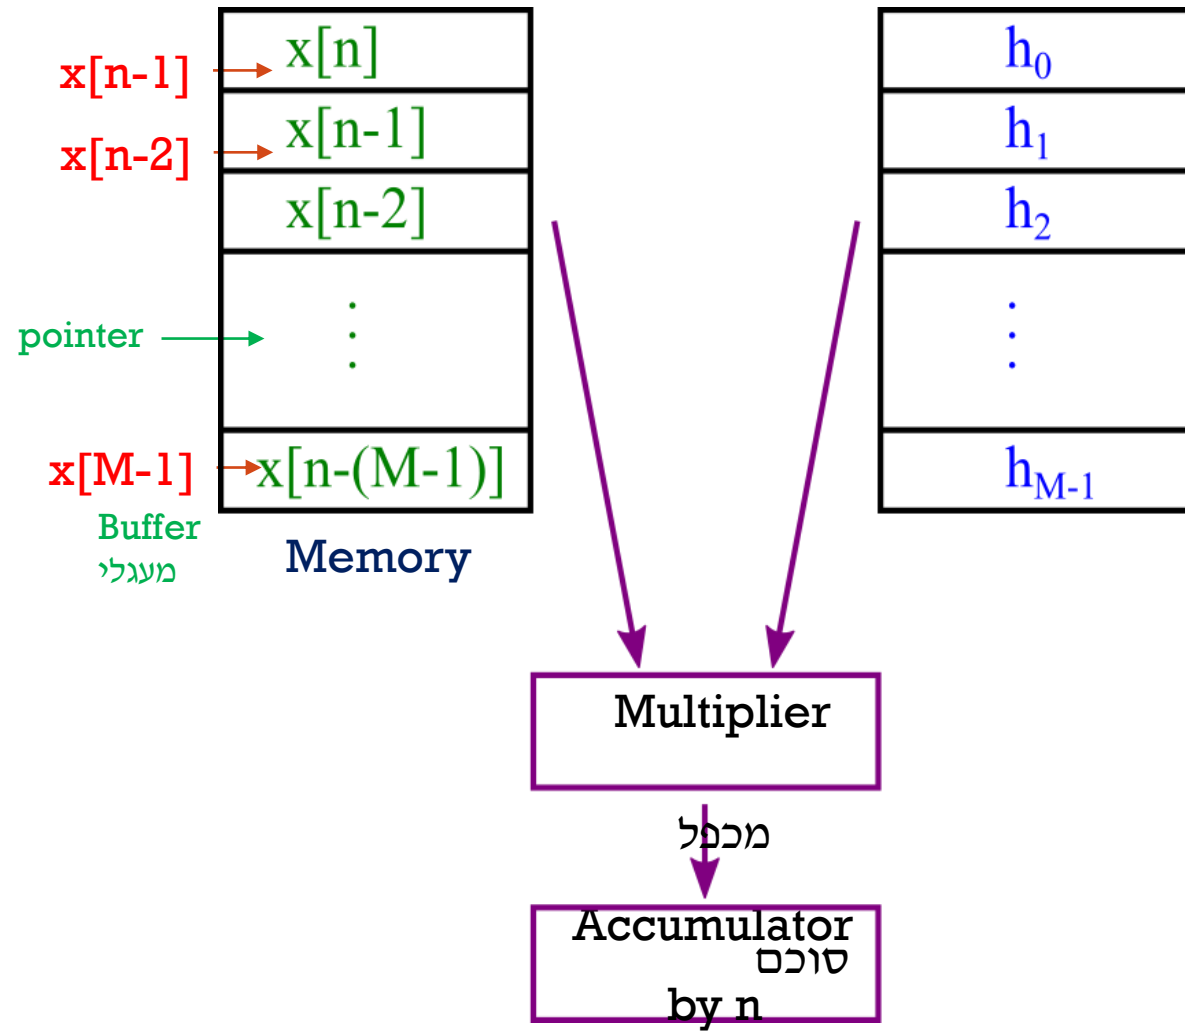 x[n]
h0
x[n-1]
x[n-1]
h1
x[n-2]
x[n-2]
h2
pointer
x[M-1]
x[n-(M-1)]
hM-1
Buffer
מעגלי
Memory
Multiplier
מכפל
Accumulator
סוכם
by n